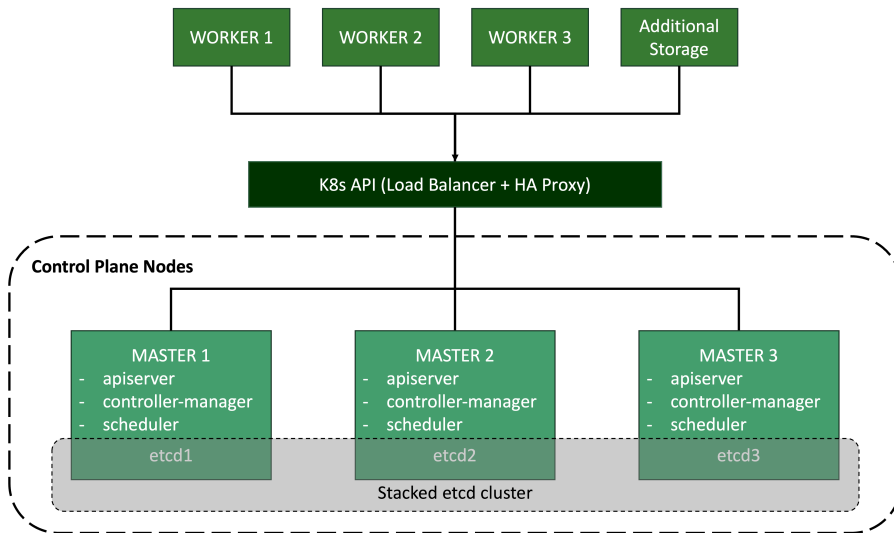 WORKER 1
WORKER 2
WORKER 3
Additional
Storage
K8s API (Load Balancer + HA Proxy)
Control Plane Nodes
MASTER 1
- apiserver
- controller-manager
- scheduler
etcd1
MASTER 2
- apiserver
- controller-manager
- scheduler
etcd2
MASTER 3
- apiserver
- controller-manager
- scheduler
etcd3
Stacked etcd cluster